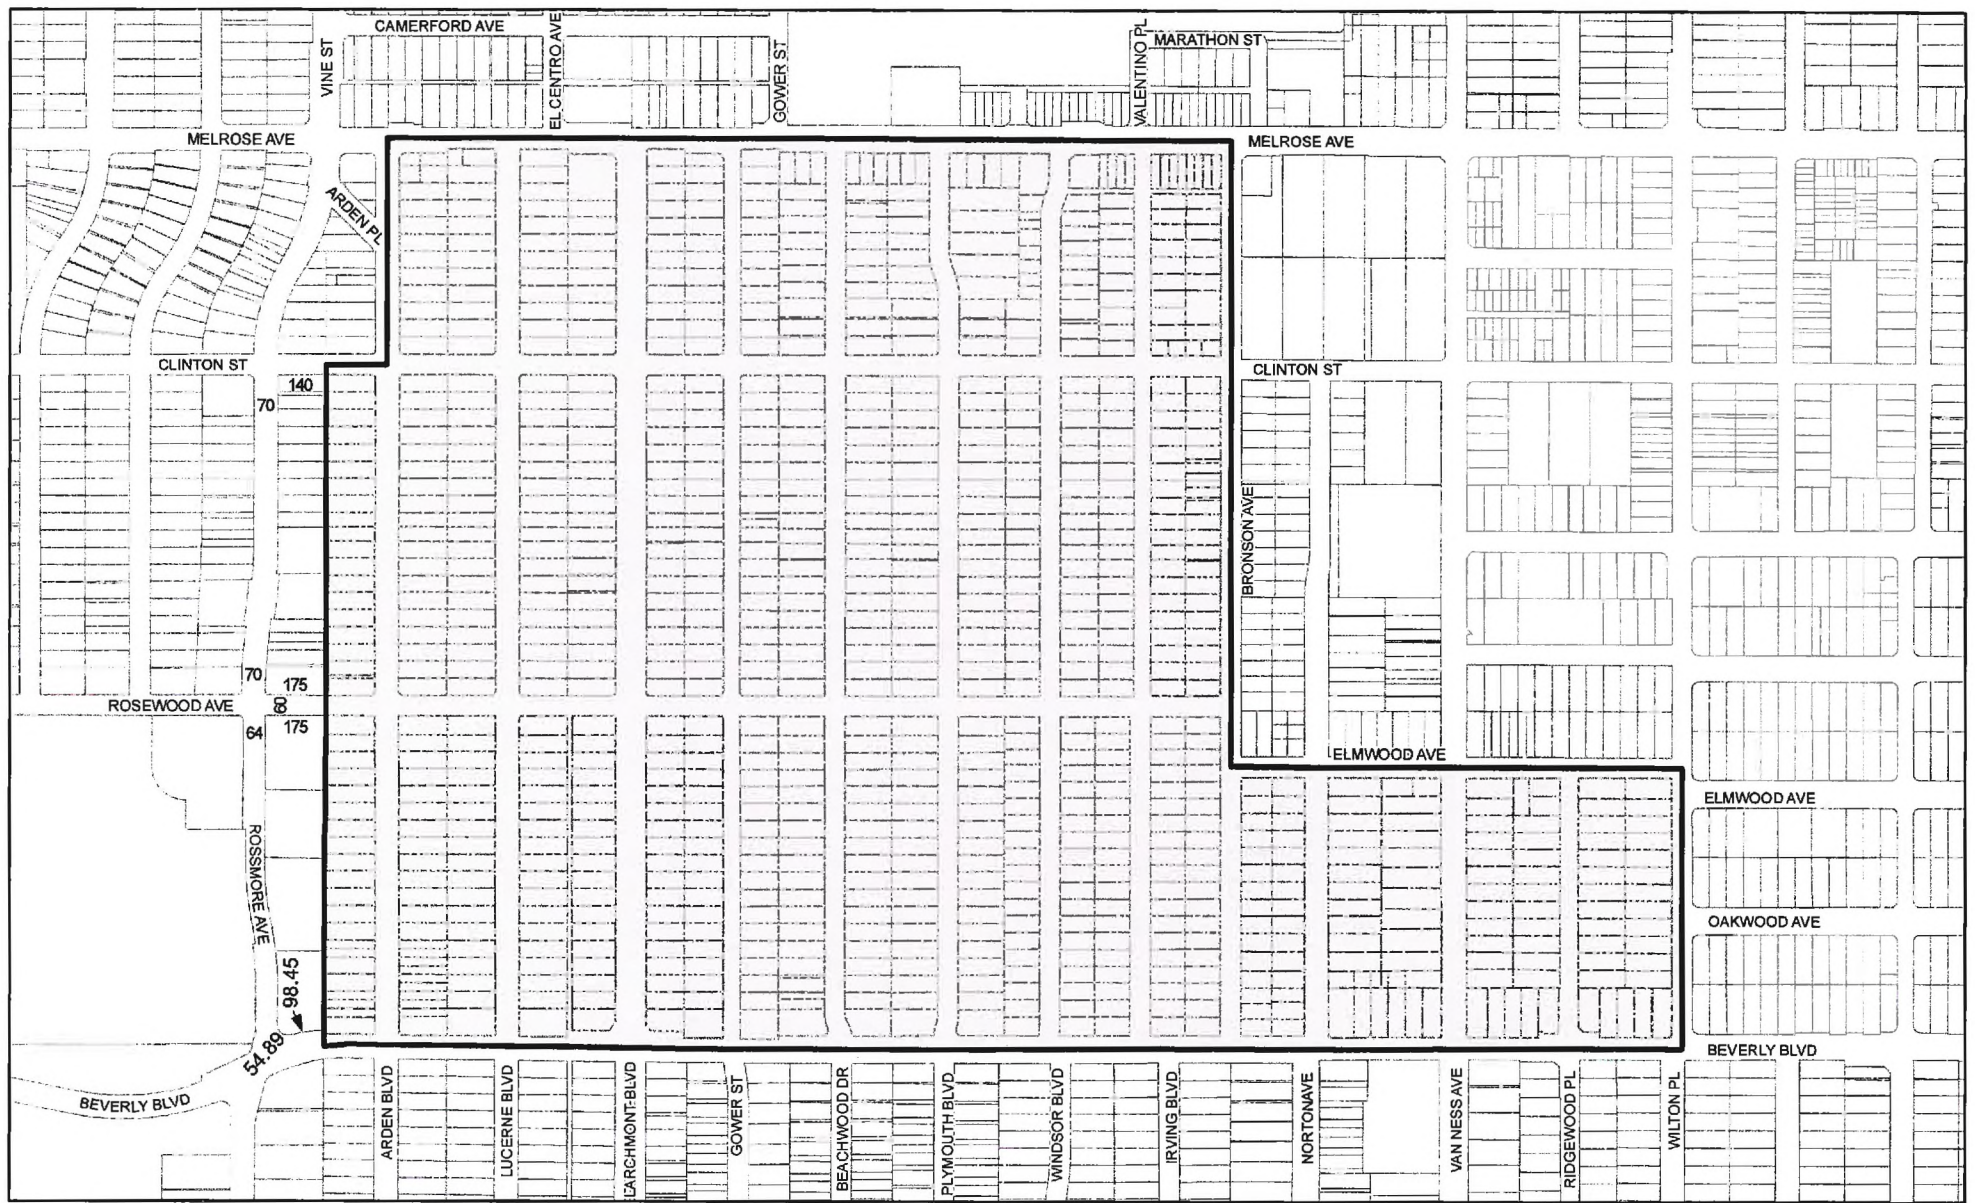 CAMERFORD AVE
VINE ST
EL CENTRO AVE
GOWER ST
VALENTINO PL
MARATHON ST
MELROSE AVE
MELROSE AVE
ARDEN PL
CLINTON ST
CLINTON ST
140
70
BRONSON AVE
70
175
ROSEWOOD AVE
60
64
175
ELMWOOD AVE
ELMWOOD AVE
ROSSMORE AVE
OAKWOOD AVE
98.45
54.89
BEVERLY BLVD
BEVERLY BLVD
ARDEN BLVD
LUCERNE BLVD
LARCHMONT BLVD
GOWER ST
BEACHWOOD DR
PLYMOUTH BLVD
WINDSOR BLVD
IRVING BLVD
NORTON AVE
VAN NESS AVE
RIDGEWOOD PL
WILTON PL